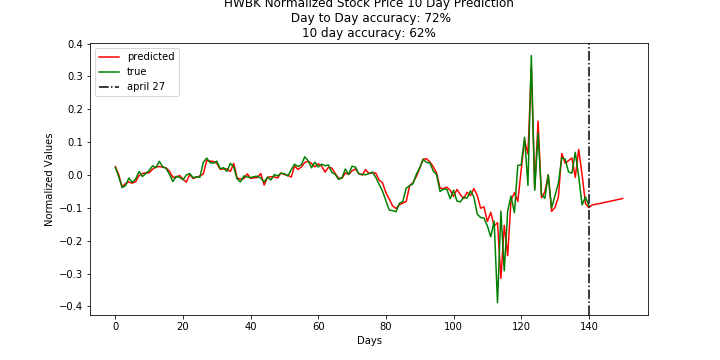 HWBK Normalized Stock Price 10 Day Prediction
Day to Day accuracy: 72%
10 day accuracy: 62%
predicted
true
april 27
Normalized Values
0.4
0.3
0.2
0.1
0.0
−0.1
−0.2
−0.3
−0.4
0 20 40 60 80 100 120 140
Days